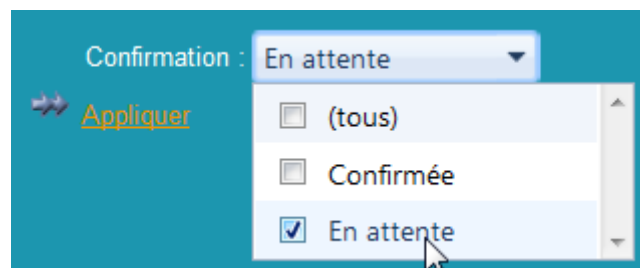 Confirmation : En attente
Appliquer
(tous)
Confirmée
En attente